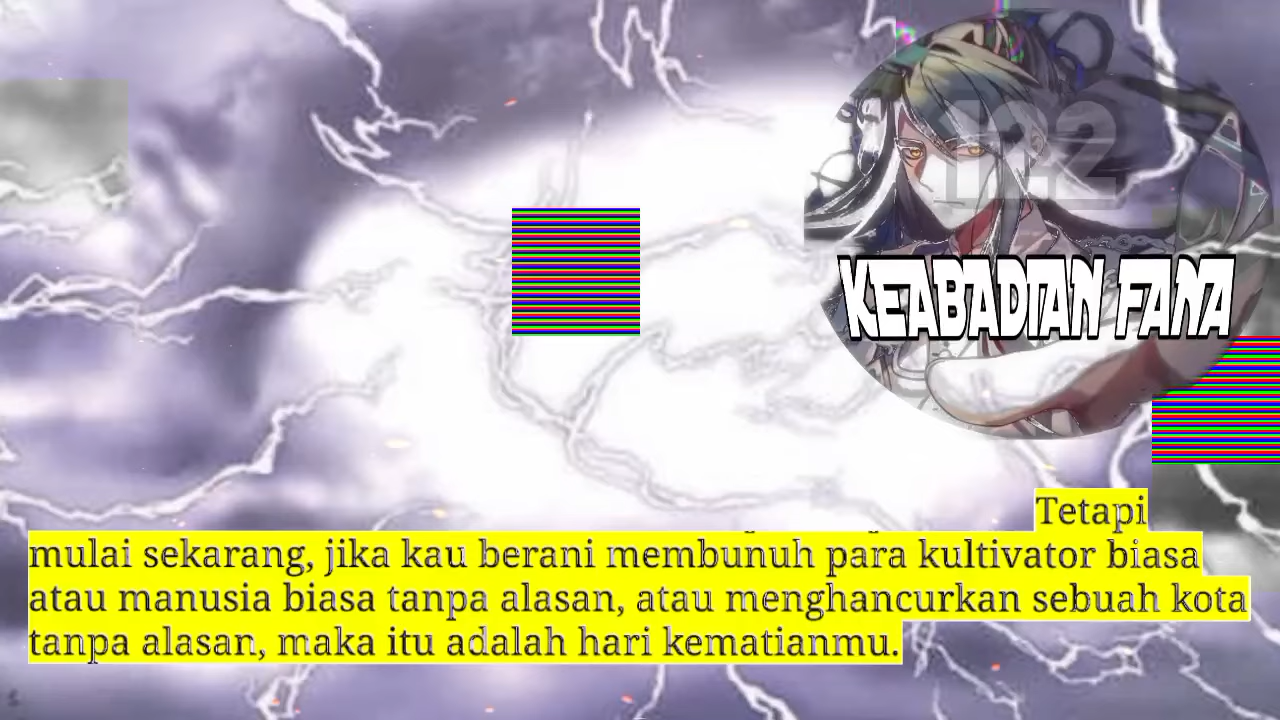 122
KEABADIAN FANA
Tetapi
mulai sekarang, jika kau berani membunuh para kultivator biasa
atau manusia biasa tanpa alasan, atau menghancurkan sebuah kota
tanpa alasan, maka itu adalah hari kematianmu.